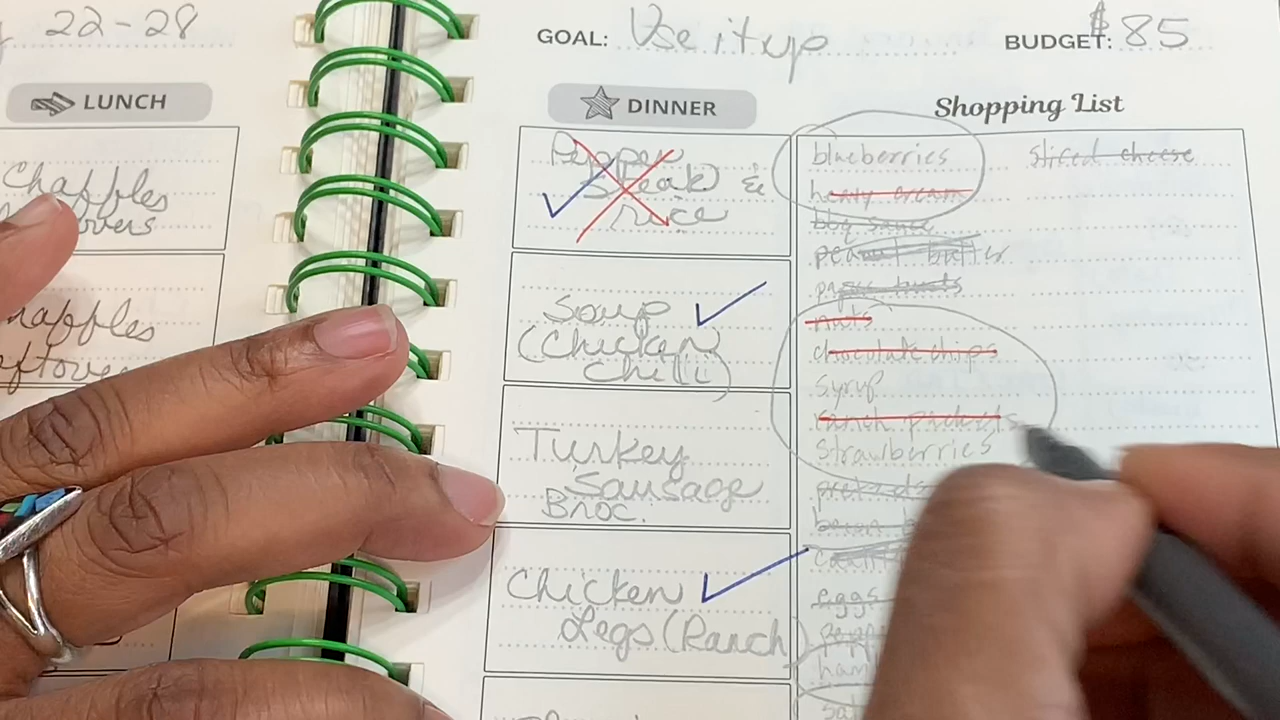 22-28
GOAL: Use it up
BUDGET: $85
LUNCH
DINNER
Shopping List
Chaffles
Chaffles
Pepper
Steak &
rice
Soup
(Chicken
Chili)
Turkey
Sausage
Broc.
Chicken
Legs (Ranch)
blueberries
heavy cream
bbq sauce
peanut butter
nuts
chocolate chips
syrup
ranch packets
strawberries
eggs
sliced cheese